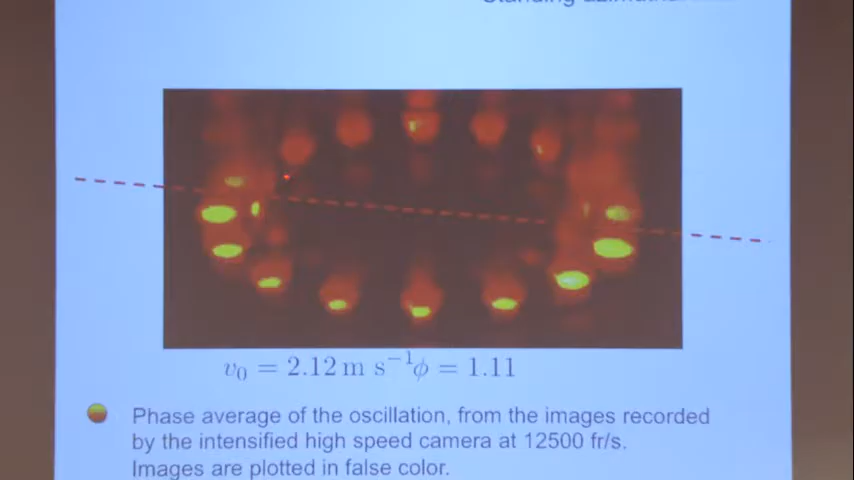 v₀ = 2.12 m s⁻¹ϕ = 1.11
Phase average of the oscillation, from the images recorded
by the intensified high speed camera at 12500 fr/s.
Images are plotted in false color.